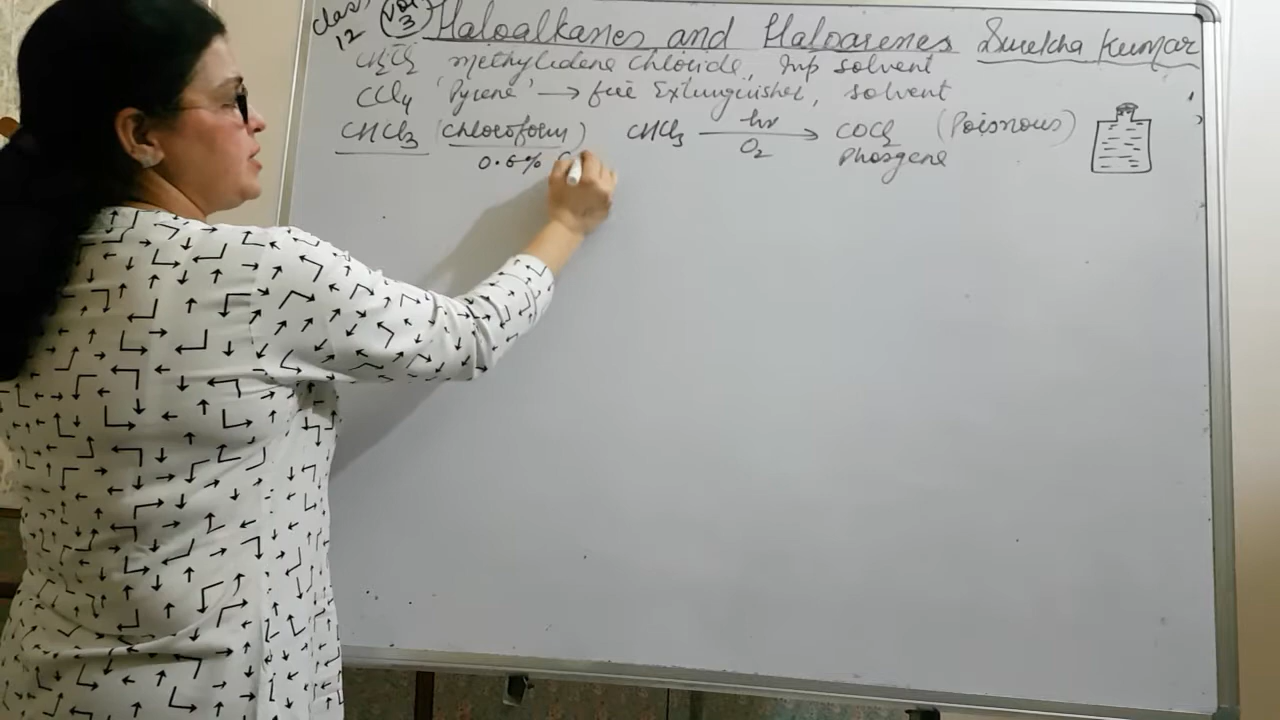 Class 12 Vol 3 Haloalkanes and Haloarenes Surekha Kumar
CH2Cl2 methylidene chloride, Imp solvent
CCl4 'Pyrene' → fire Extinguisher, solvent
CHCl3 (Chloroform) CHCl3 hν/O2 → COCl2 (Poisnous)
Phosgene
0.6% C